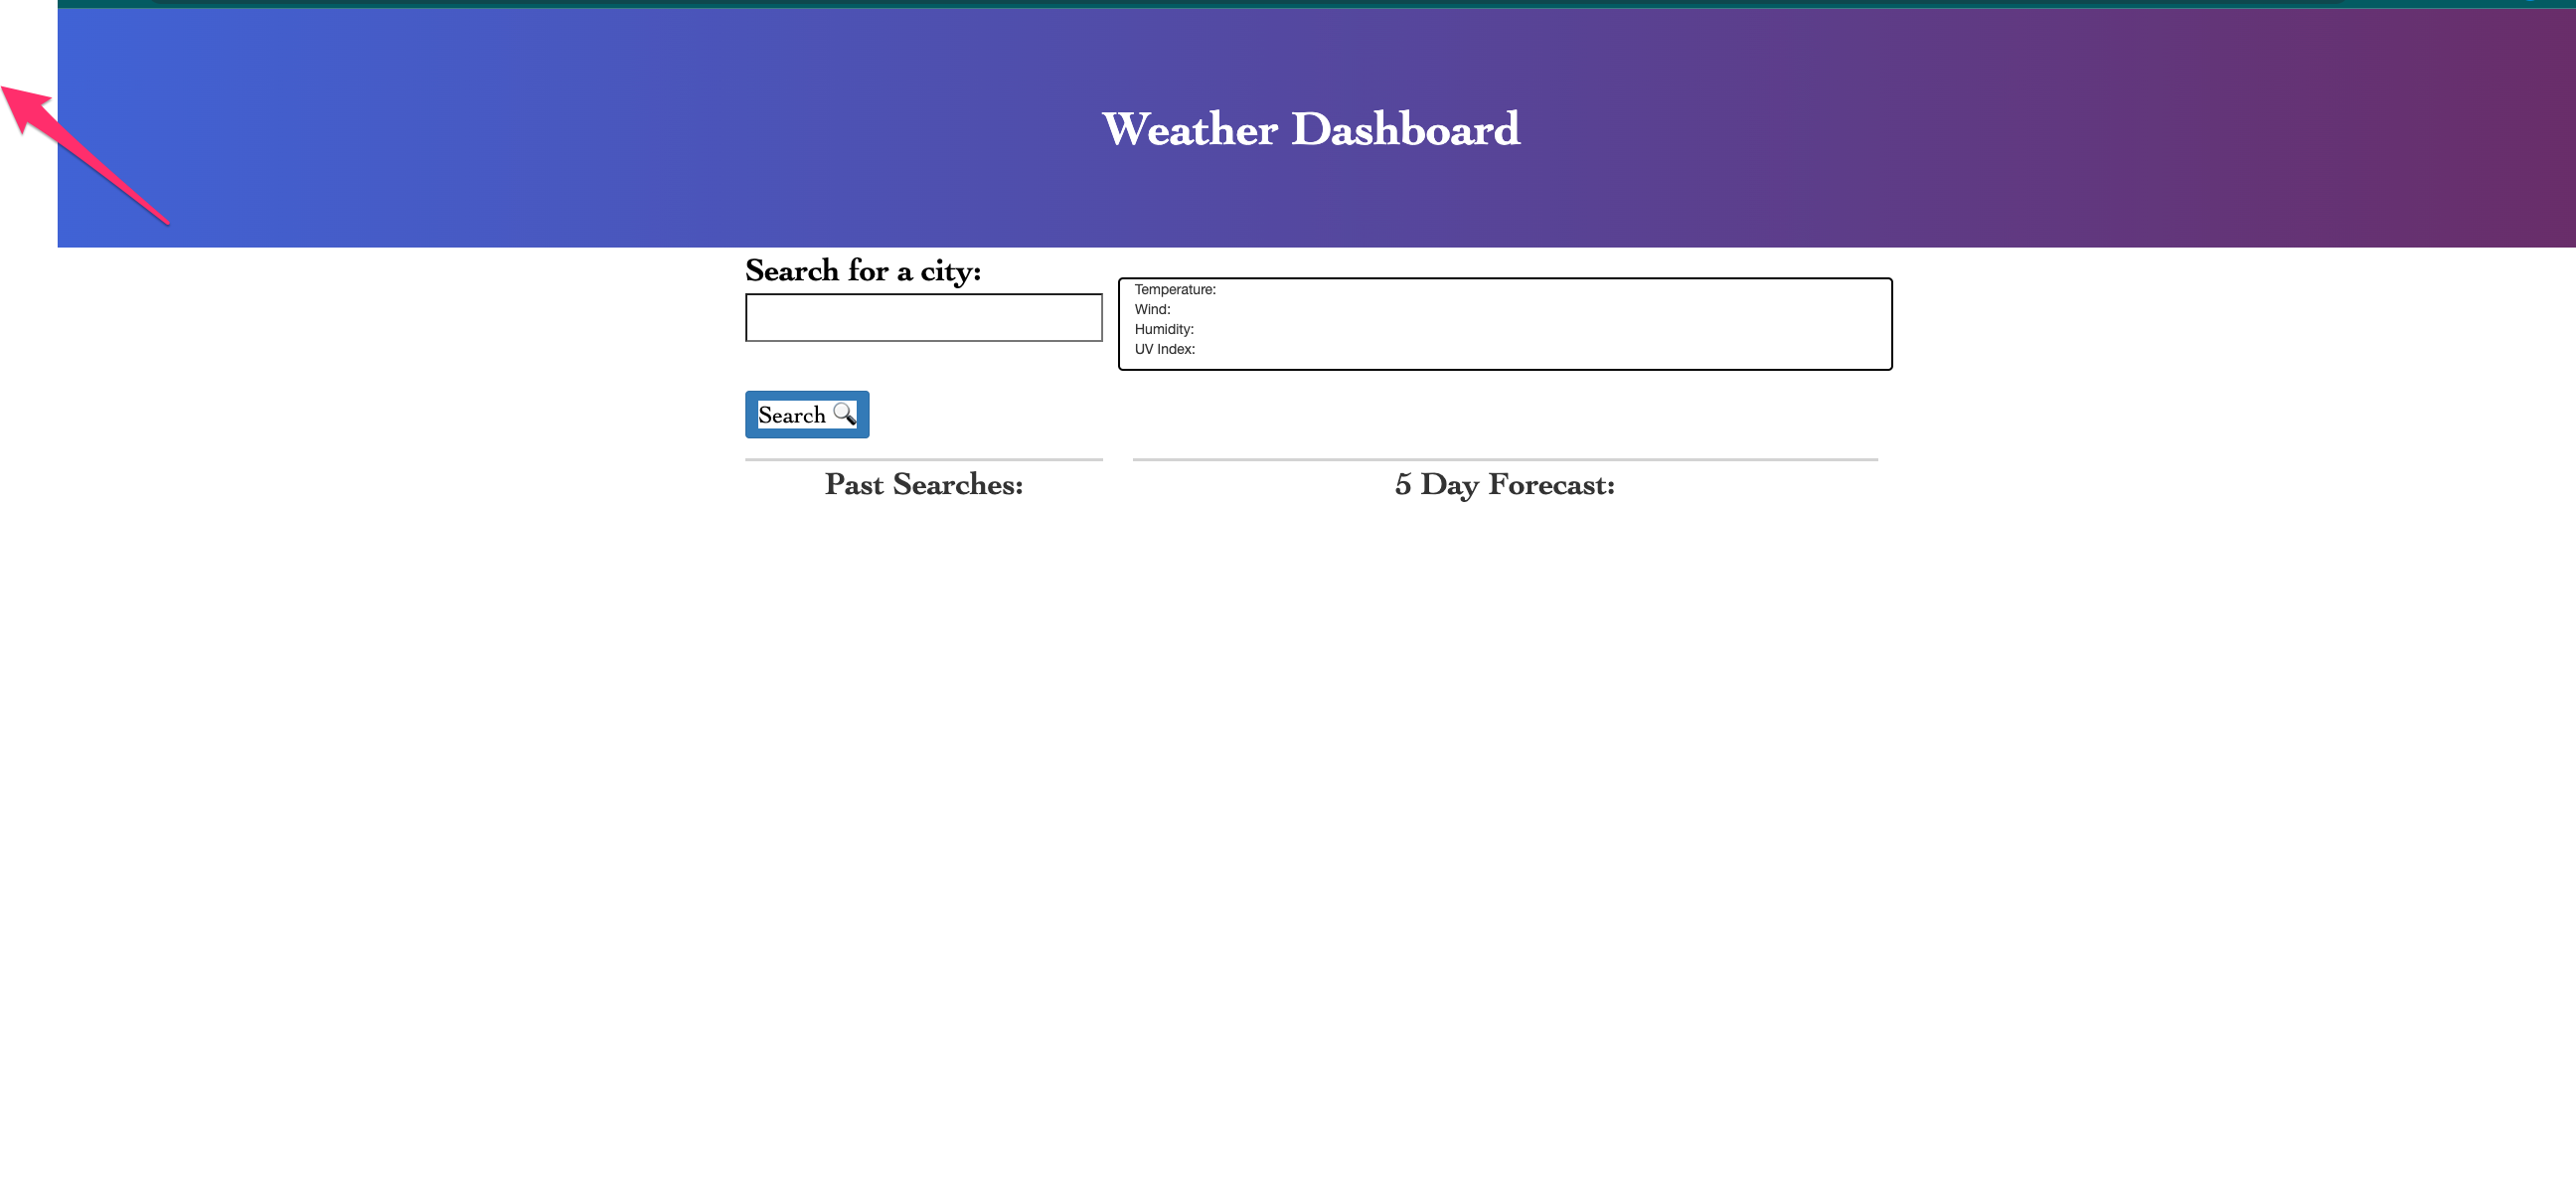 Weather Dashboard
Search for a city:
Temperature:
Wind:
Humidity:
UV Index:
Search
Past Searches:
5 Day Forecast: